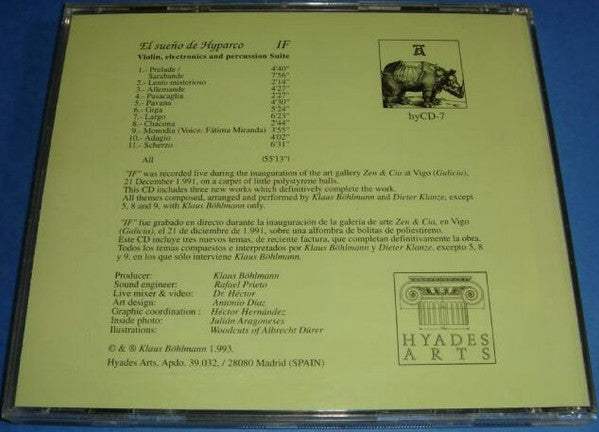 El sueño de Hyparco IF
Violin, electronics and percussion Suite
1.- Prelude / 4'40"
Sarabande 7'56"
2.- Lento misterioso 2'14"
3.- Allemande 4'27"
4.- Pasacaglia 2'27"
5.- Pavana 4'30"
6.- Giga 5'24"
7.- Largo 6'23"
8.- Chacona 2'44"
9.- Monodia (Voice: Fátima Miranda) 3'55"
10.- Adagio 4'02"
11.- Scherzo 6'31"
All (55'13")
hyCD-7
"IF" was recorded live during the inauguration of the art gallery Zen & Cia at Vigo (Galicia),
21 December 1.991, on a carpet of little polystyrene balls.
This CD includes three new works which definitively complete the work.
All themes composed, arranged and performed by Klaus Böhlmann and Dieter Klanze, except
5, 8 and 9, with Klaus Böhlmann only.
"IF" fue grabado en directo durante la inauguración de la galería de arte Zen & Cia, en Vigo
(Galicia), el 21 de diciembre de 1.991, sobre una alfombra de bolitas de poliestireno.
Este CD incluye tres nuevos temas, de reciente factura, que completan definitivamente la obra.
Todos los temas compuestos e interpretados por Klaus Böhlmann y Dieter Klanze, excepto 5, 8
y 9, en los que sólo interviene Klaus Böhlmann.
Producer: Klaus Böhlmann
Sound engineer: Rafael Prieto
Live mixer & video: Dr. Héctor
Art design: Antonio Díaz
Graphic coordination : Héctor Hernández
Inside photo: Julián Aragoneses
Ilustrations: Woodcuts of Albrecht Dürer
HYADES
ARTS
© & ® Klaus Böhlmann 1.993.
Hyades Arts, Apdo. 39.032, / 28080 Madrid (SPAIN)